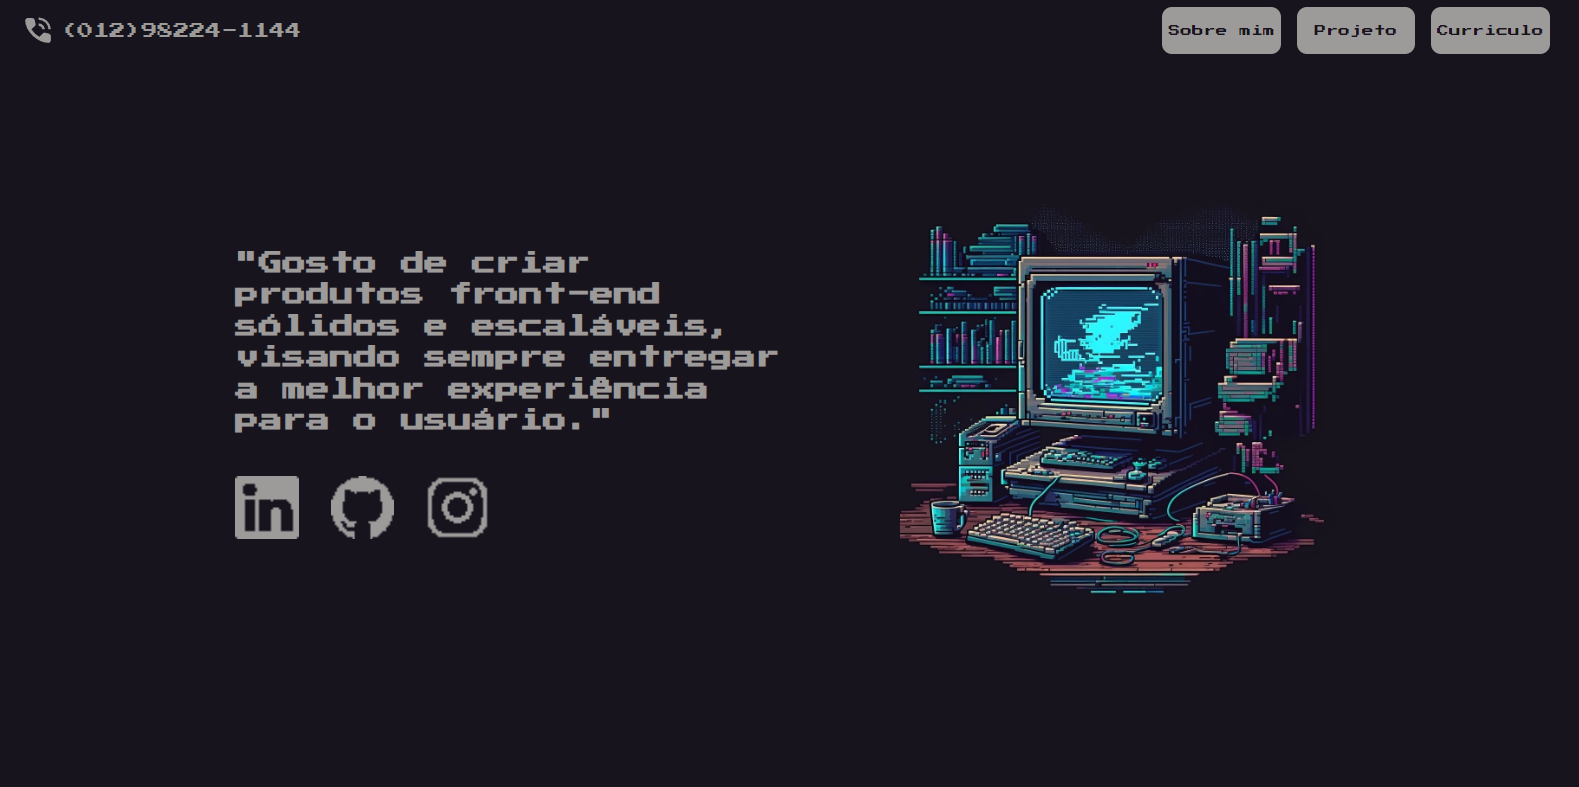 (012)98224-1144
Sobre mim
Projeto
Curriculo
"Gosto de criar
produtos front-end
sólidos e escaláveis,
visando sempre entregar
a melhor experiência
para o usuário."
in